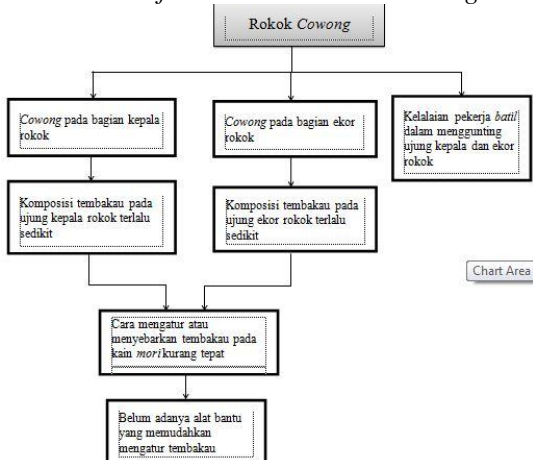 Rokok Cowong
Cowong pada bagian kepala
rokok
Cowong pada bagian ekor
rokok
Kelalaian pekerja batil
dalam menggunting
ujung kepala dan ekor
rokok
Komposisi tembakau pada
ujung kepala rokok terlalu
sedikit
Komposisi tembakau pada
ujung ekor rokok terlalu
sedikit
Chart Area
Cara mengatur atau
menyebarkan tembakau pada
kain mori kurang tepat
Belum adanya alat bantu
yang memudahkan
mengatur tembakau